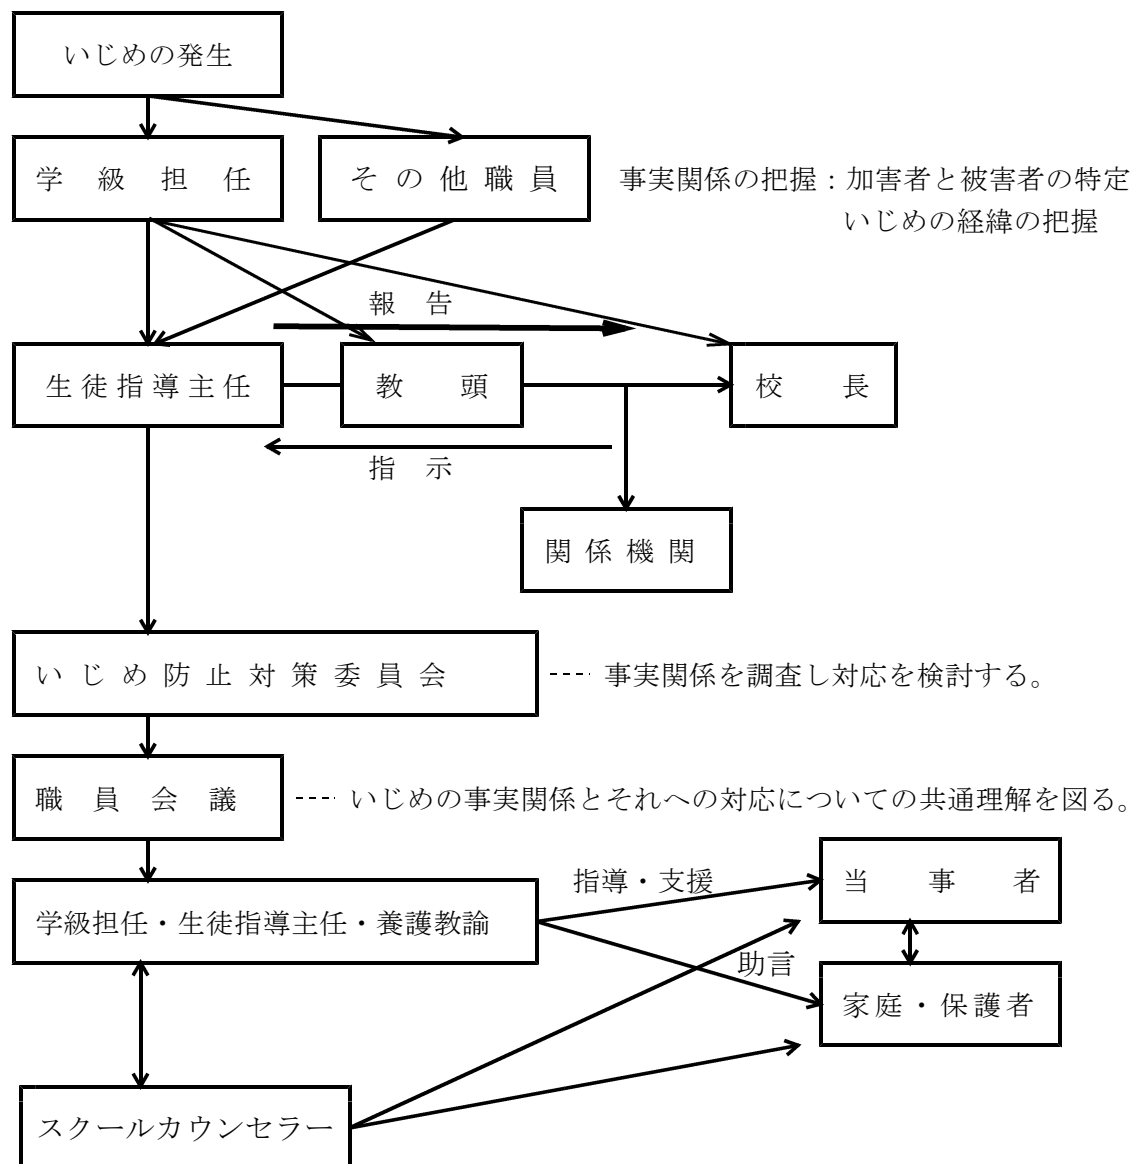 いじめの発生
学級担任
その他職員
事実関係の把握：加害者と被害者の特定
いじめの経緯の把握
報告
生徒指導主任
教頭
校長
指示
関係機関
いじめ防止対策委員会
事実関係を調査し対応を検討する。
職員会議
いじめの事実関係とそれへの対応についての共通理解を図る。
指導・支援
当事者
学級担任・生徒指導主任・養護教諭
助言
家庭・保護者
スクールカウンセラー